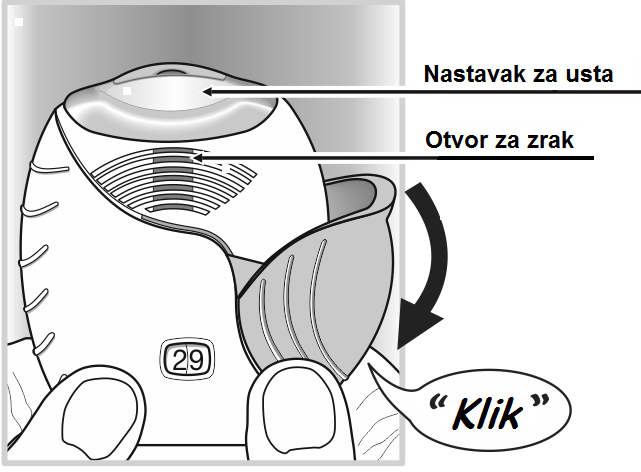 Nastavak za usta
Otvor za zrak
29
“Klik”